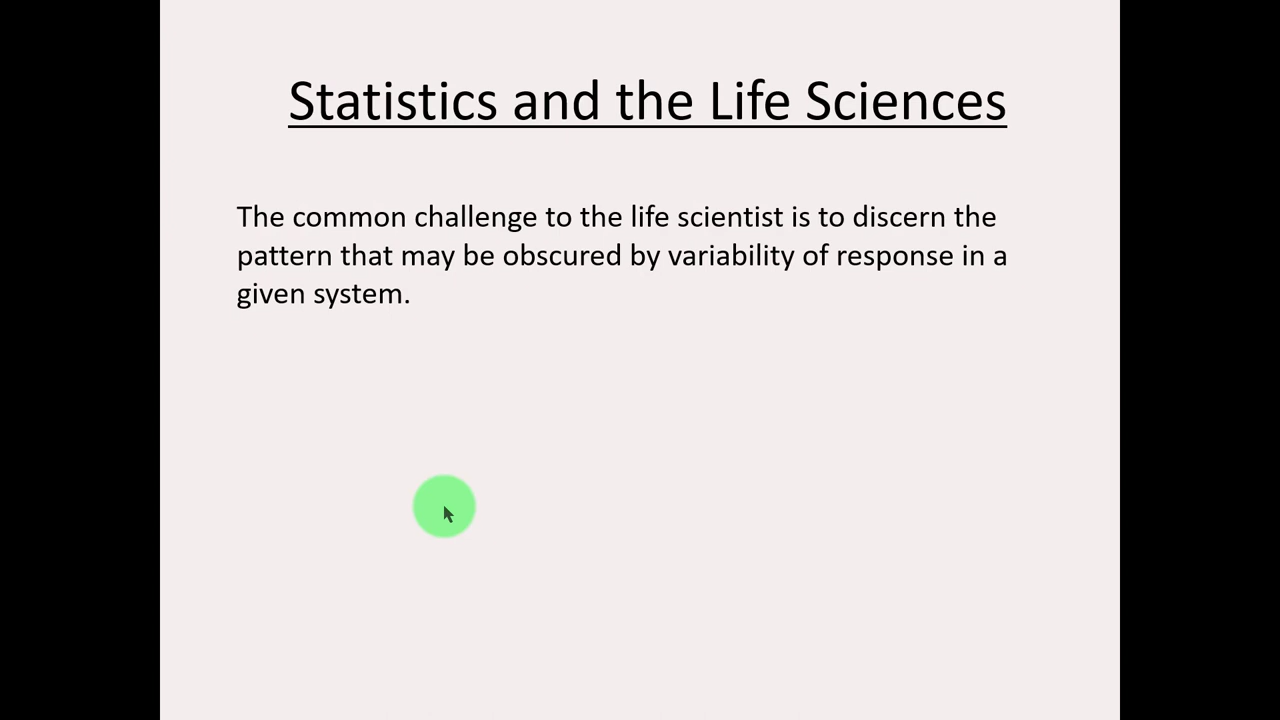 Statistics and the Life Sciences
The common challenge to the life scientist is to discern the
pattern that may be obscured by variability of response in a
given system.